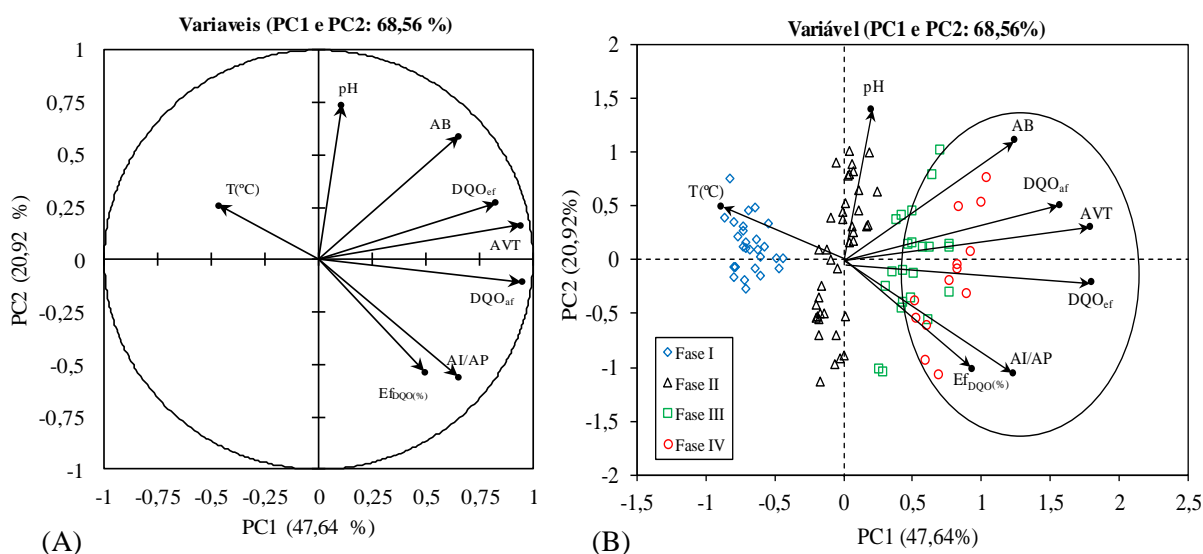 Variaveis (PC1 e PC2: 68,56 %)
1
0,75
0,5
0,25
0
-0,25
-0,5
-0,75
-1
PC2 (20,92 %)
pH
AB
T(ºC)
DQOef
AVT
DQOaf
AI/AP
EfDQO(%)
-1 -0,75 -0,5 -0,25 0 0,25 0,5 0,75 1
PC1 (47,64 %)
(A)
Variável (PC1 e PC2: 68,56%)
2
1,5
1
0,5
0
-0,5
-1
-1,5
-2
PC2 (20,92%)
pH
AB
T(ºC)
DQOaf
AVT
DQOef
AI/AP
EfDQO(%)
Fase I
Fase II
Fase III
Fase IV
-1,5 -1 -0,5 0 0,5 1 1,5 2 2,5
PC1 (47,64%)
(B)